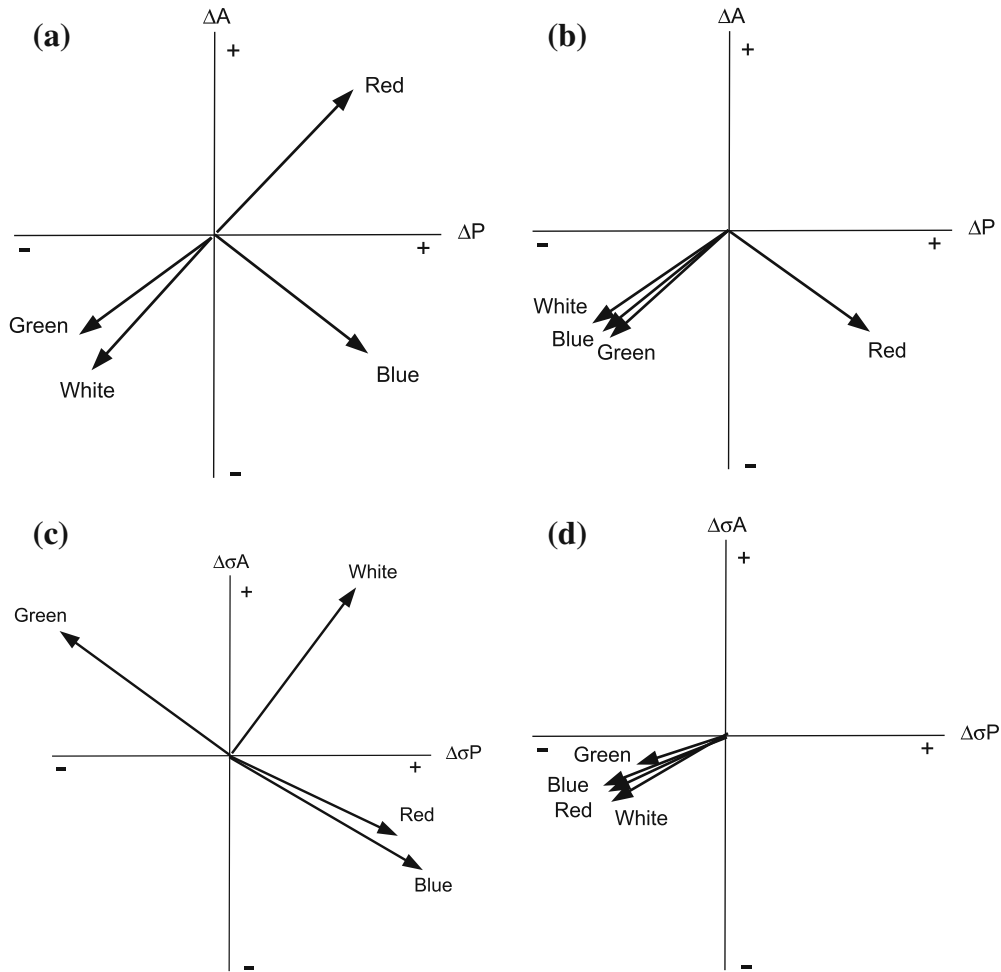 (a)
ΔA
+
Red
ΔP
-
+
Green
White
Blue
-
(b)
ΔA
+
ΔP
-
+
White
Blue
Green
Red
-
(c)
ΔσA
+
White
Green
ΔσP
-
+
Red
Blue
-
(d)
ΔσA
+
ΔσP
-
+
Green
Blue
Red
White
-